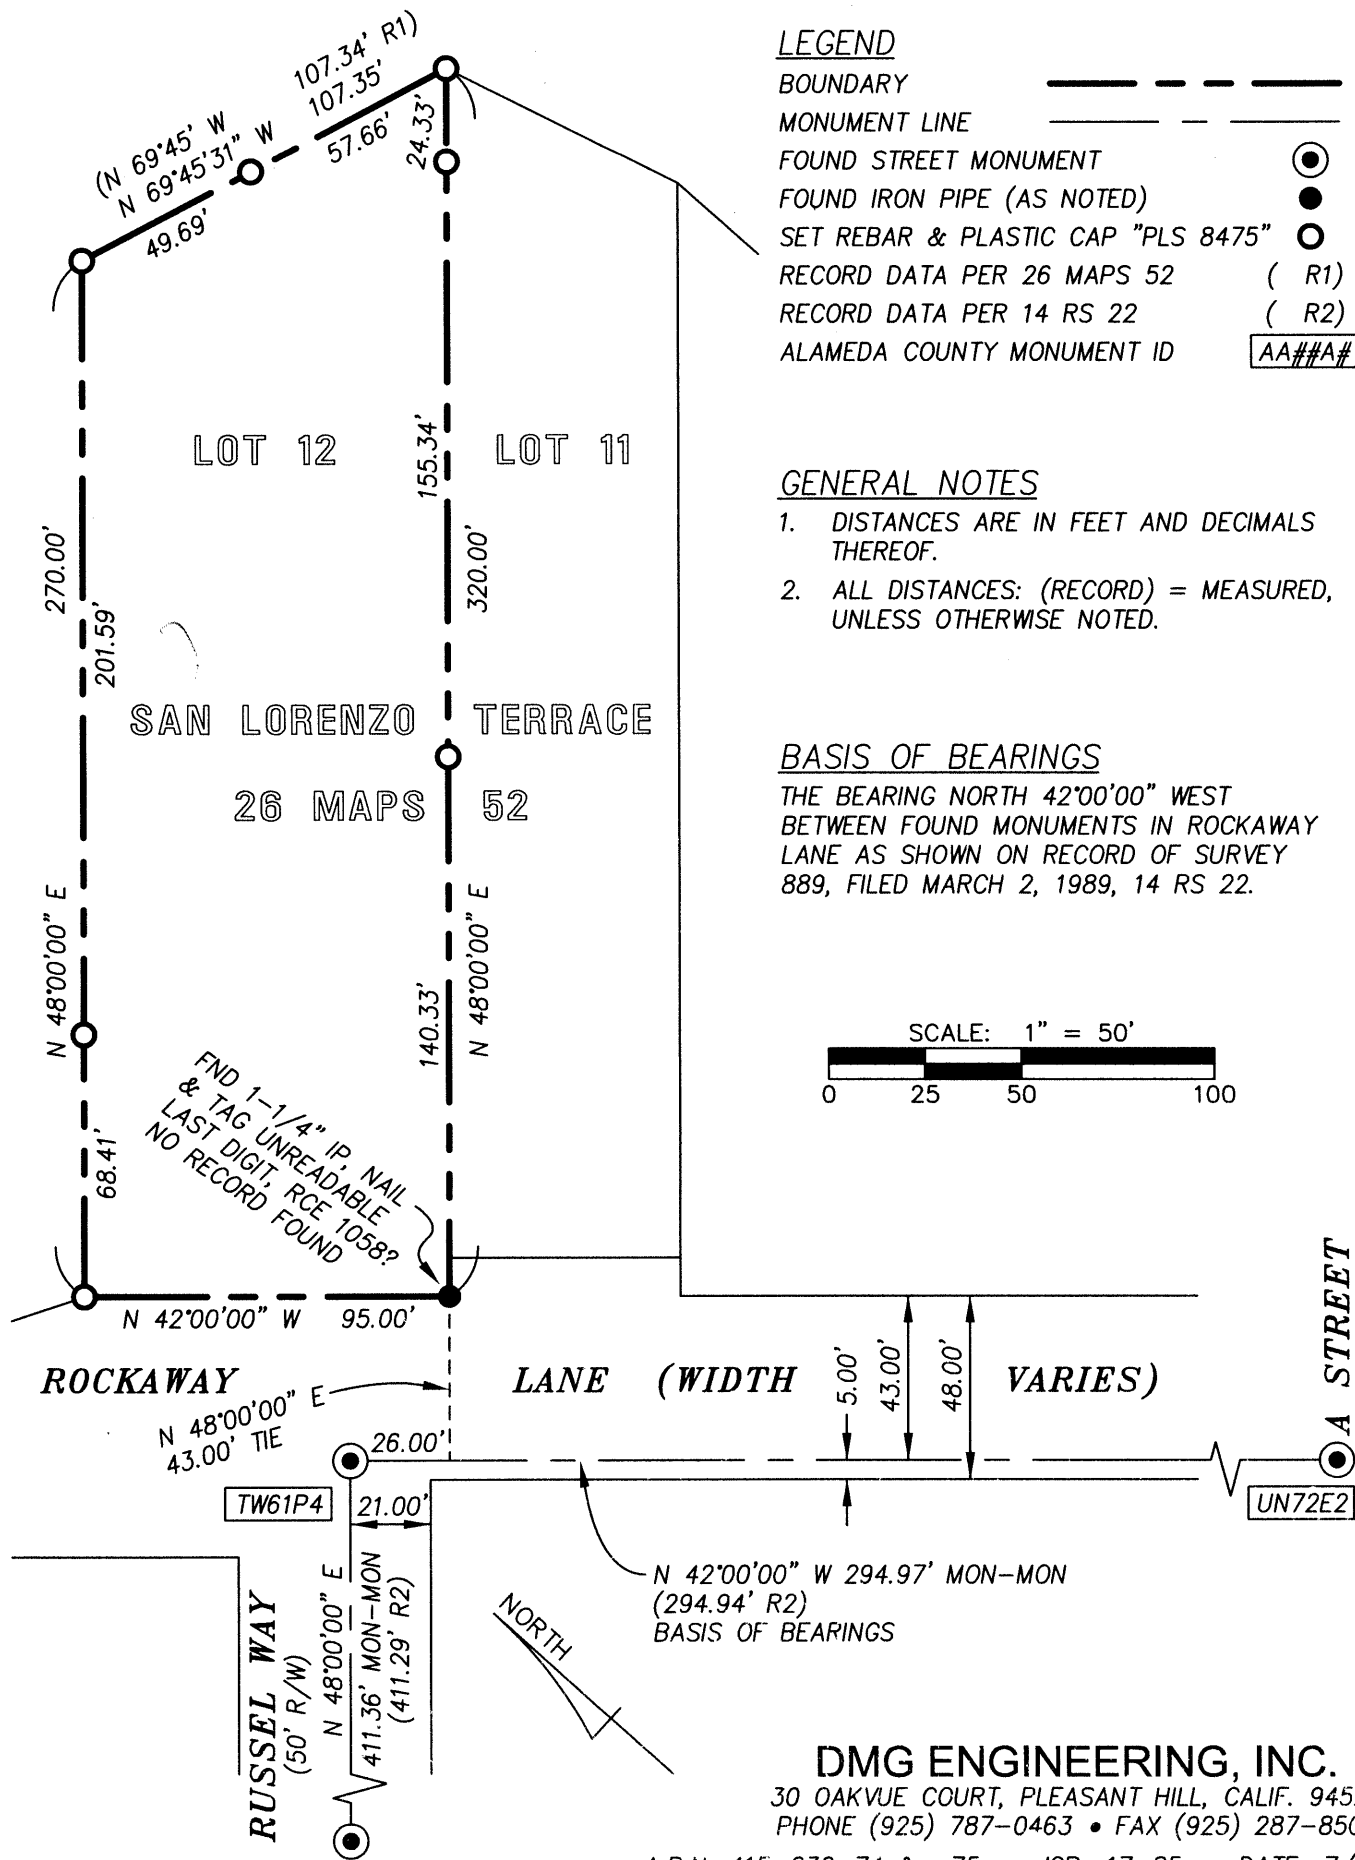 LEGEND
BOUNDARY
MONUMENT LINE
FOUND STREET MONUMENT
FOUND IRON PIPE (AS NOTED)
SET REBAR & PLASTIC CAP "PLS 8475"
RECORD DATA PER 26 MAPS 52 ( R1)
RECORD DATA PER 14 RS 22 ( R2)
ALAMEDA COUNTY MONUMENT ID AA##A#
GENERAL NOTES
1. DISTANCES ARE IN FEET AND DECIMALS
THEREOF.
2. ALL DISTANCES: (RECORD) = MEASURED,
UNLESS OTHERWISE NOTED.
BASIS OF BEARINGS
THE BEARING NORTH 42°00'00" WEST
BETWEEN FOUND MONUMENTS IN ROCKAWAY
LANE AS SHOWN ON RECORD OF SURVEY
889, FILED MARCH 2, 1989, 14 RS 22.
SCALE: 1" = 50'
0 25 50 100
(N 69°45' W 107.34' R1)
N 69°45'31" W 107.35'
49.69'
57.66'
24.33'
LOT 12
LOT 11
155.34'
320.00'
270.00'
201.59'
SAN LORENZO TERRACE
26 MAPS 52
N 48°00'00" E
N 48°00'00" E
140.33'
68.41'
FND 1-1/4" IP, NAIL
& TAG UNREADABLE
LAST DIGIT, RCE 1058?
NO RECORD FOUND
N 42°00'00" W 95.00'
ROCKAWAY LANE (WIDTH VARIES)
5.00'
43.00'
48.00'
A STREET
N 48°00'00" E
43.00' TIE
26.00'
TW61P4
21.00'
UN72E2
N 42°00'00" W 294.97' MON-MON
(294.94' R2)
BASIS OF BEARINGS
RUSSEL WAY
(50' R/W)
N 48°00'00" E
411.36' MON-MON
(411.29' R2)
NORTH
DMG ENGINEERING, INC.
30 OAKVUE COURT, PLEASANT HILL, CALIF.
PHONE (925) 787-0463 • FAX (925)